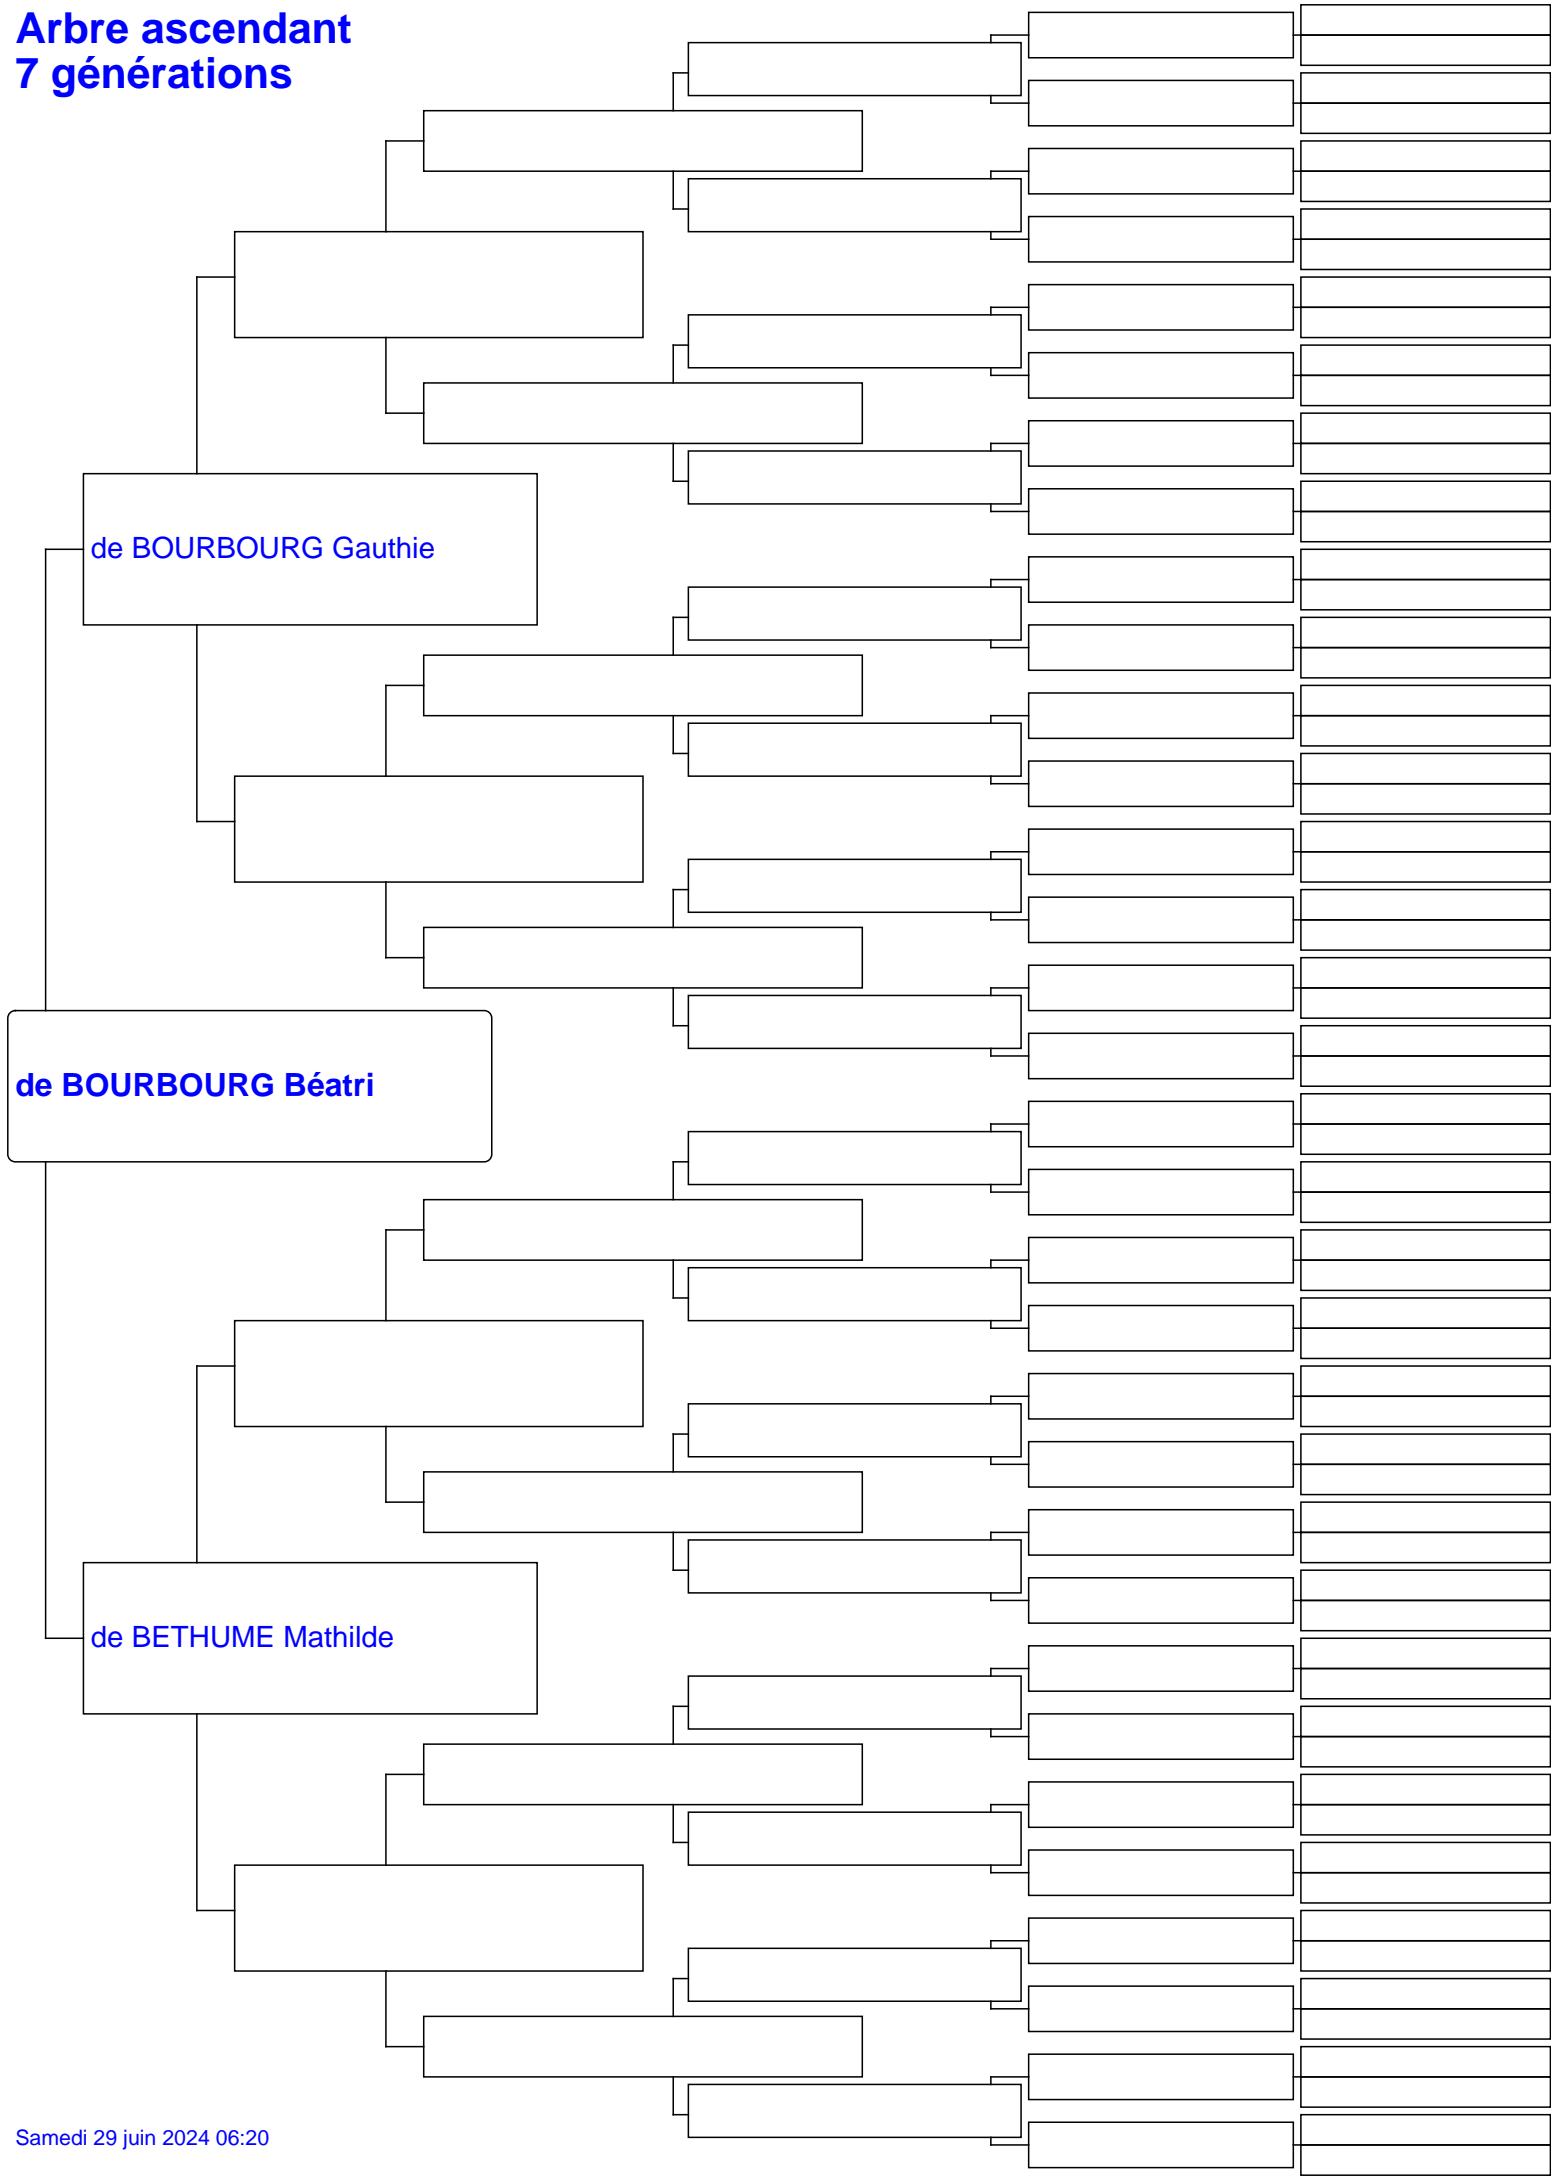 Arbre ascendant
7 générations
de BOURBOURG Gauthie
de BOURBOURG Béatri
de BETHUME Mathilde
Samedi 29 juin 2024 06:20